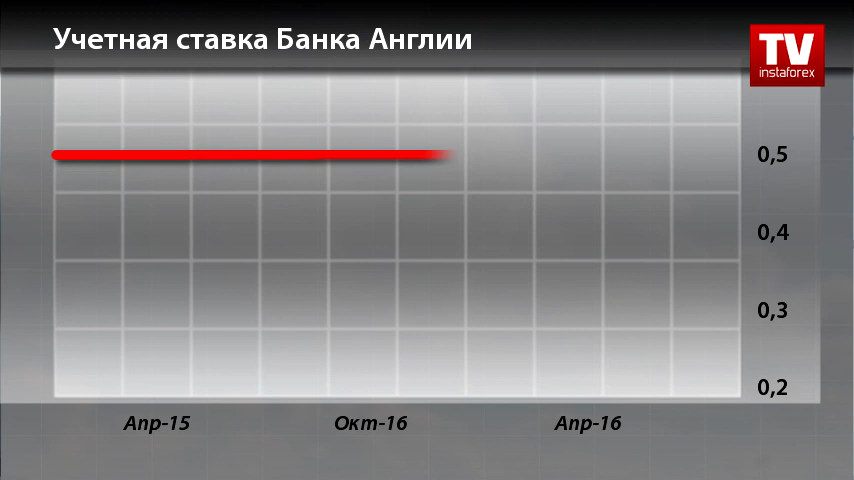 Учетная ставка Банка Англии
TV
instaforex
0,5
0,4
0,3
0,2
Апр-15
Окт-16
Апр-16